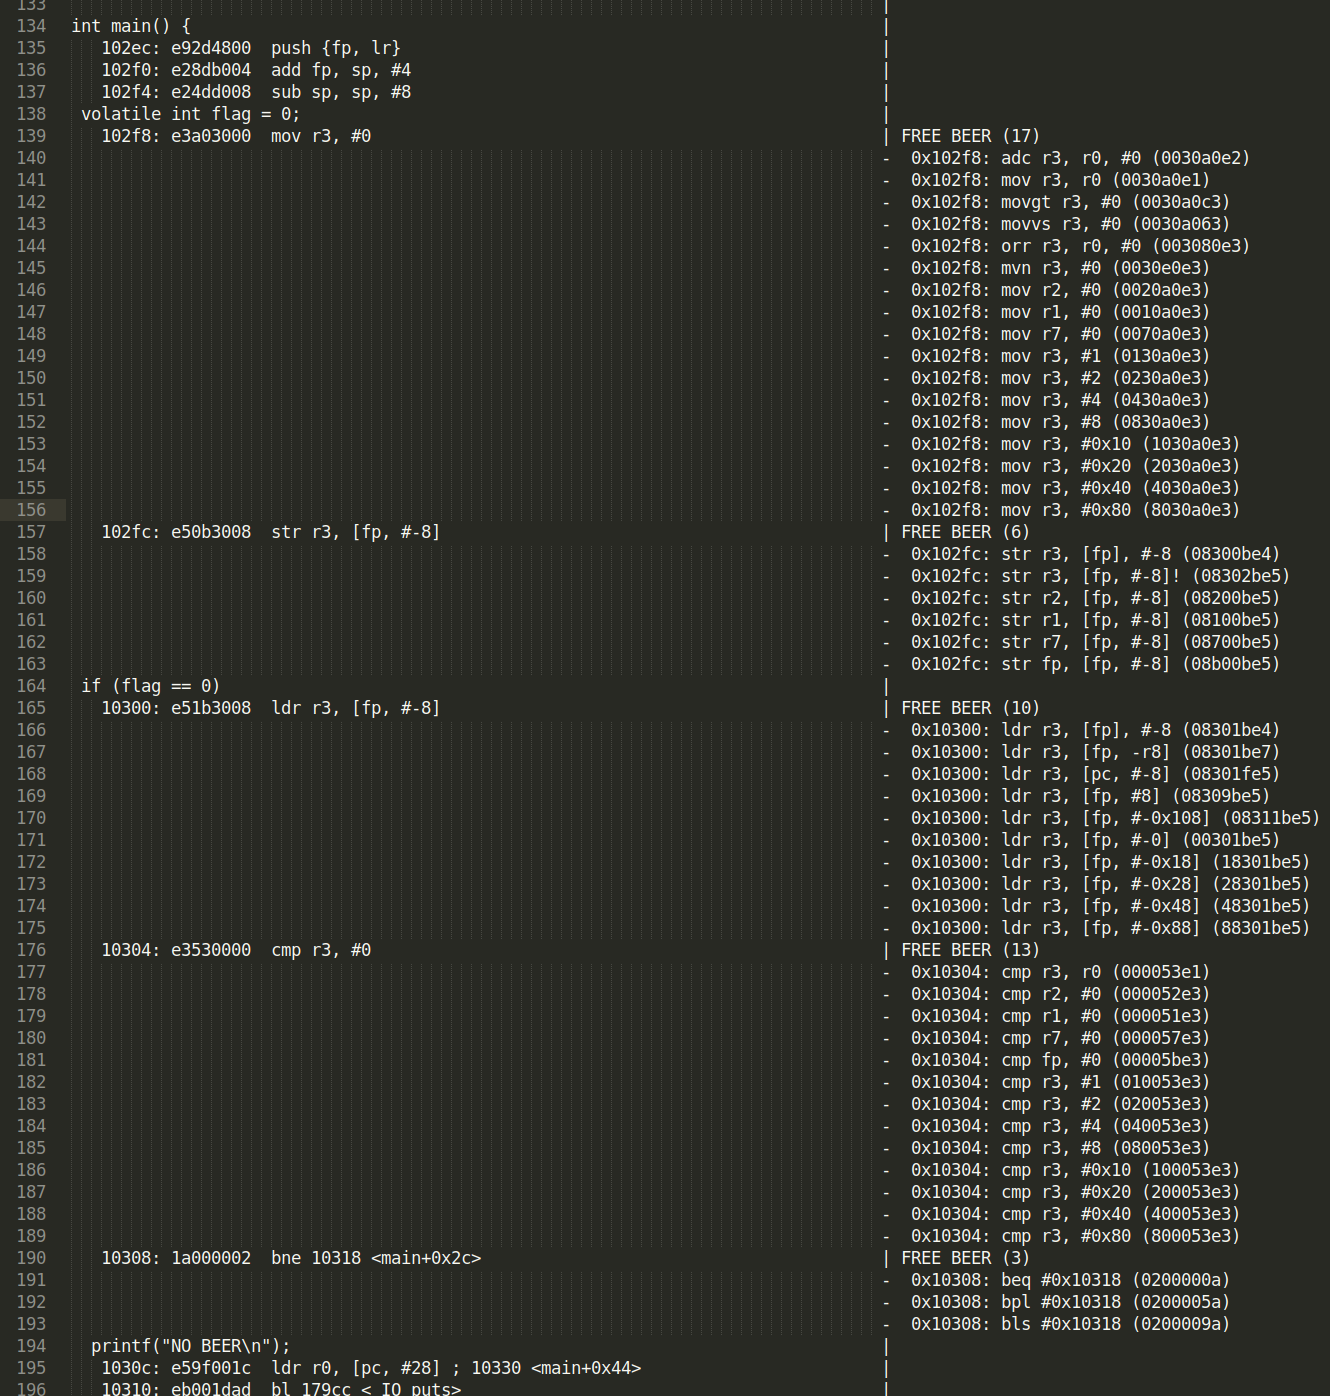 133 |
134 int main() { |
135 102ec: e92d4800 push {fp, lr} |
136 102f0: e28db004 add fp, sp, #4 |
137 102f4: e24dd008 sub sp, sp, #8 |
138 volatile int flag = 0; |
139 102f8: e3a03000 mov r3, #0 | FREE BEER (17)
140 - 0x102f8: adc r3, r0, #0 (0030a0e2)
141 - 0x102f8: mov r3, r0 (0030a0e1)
142 - 0x102f8: movgt r3, #0 (0030a0c3)
143 - 0x102f8: movvs r3, #0 (0030a063)
144 - 0x102f8: orr r3, r0, #0 (003080e3)
145 - 0x102f8: mvn r3, #0 (0030e0e3)
146 - 0x102f8: mov r2, #0 (0020a0e3)
147 - 0x102f8: mov r1, #0 (0010a0e3)
148 - 0x102f8: mov r7, #0 (0070a0e3)
149 - 0x102f8: mov r3, #1 (0130a0e3)
150 - 0x102f8: mov r3, #2 (0230a0e3)
151 - 0x102f8: mov r3, #4 (0430a0e3)
152 - 0x102f8: mov r3, #8 (0830a0e3)
153 - 0x102f8: mov r3, #0x10 (1030a0e3)
154 - 0x102f8: mov r3, #0x20 (2030a0e3)
155 - 0x102f8: mov r3, #0x40 (4030a0e3)
156 - 0x102f8: mov r3, #0x80 (8030a0e3)
157 102fc: e50b3008 str r3, [fp, #-8] | FREE BEER (6)
158 - 0x102fc: str r3, [fp], #-8 (08300be4)
159 - 0x102fc: str r3, [fp, #-8]! (08302be5)
160 - 0x102fc: str r2, [fp, #-8] (08200be5)
161 - 0x102fc: str r1, [fp, #-8] (08100be5)
162 - 0x102fc: str r7, [fp, #-8] (08700be5)
163 - 0x102fc: str fp, [fp, #-8] (08b00be5)
164 if (flag == 0) |
165 10300: e51b3008 ldr r3, [fp, #-8] | FREE BEER (10)
166 - 0x10300: ldr r3, [fp], #-8 (08301be4)
167 - 0x10300: ldr r3, [fp, -r8] (08301be7)
168 - 0x10300: ldr r3, [pc, #-8] (08301fe5)
169 - 0x10300: ldr r3, [fp, #8] (08309be5)
170 - 0x10300: ldr r3, [fp, #-0x108] (08311be5)
171 - 0x10300: ldr r3, [fp, #-0] (00301be5)
172 - 0x10300: ldr r3, [fp, #-0x18] (18301be5)
173 - 0x10300: ldr r3, [fp, #-0x28] (28301be5)
174 - 0x10300: ldr r3, [fp, #-0x48] (48301be5)
175 - 0x10300: ldr r3, [fp, #-0x88] (88301be5)
176 10304: e3530000 cmp r3, #0 | FREE BEER (13)
177 - 0x10304: cmp r3, r0 (000053e1)
178 - 0x10304: cmp r2, #0 (000052e3)
179 - 0x10304: cmp r1, #0 (000051e3)
180 - 0x10304: cmp r7, #0 (000057e3)
181 - 0x10304: cmp fp, #0 (00005be3)
182 - 0x10304: cmp r3, #1 (010053e3)
183 - 0x10304: cmp r3, #2 (020053e3)
184 - 0x10304: cmp r3, #4 (040053e3)
185 - 0x10304: cmp r3, #8 (080053e3)
186 - 0x10304: cmp r3, #0x10 (100053e3)
187 - 0x10304: cmp r3, #0x20 (200053e3)
188 - 0x10304: cmp r3, #0x40 (400053e3)
189 - 0x10304: cmp r3, #0x80 (800053e3)
190 10308: 1a000002 bne 10318 <main+0x2c> | FREE BEER (3)
191 - 0x10308: beq #0x10318 (0200000a)
192 - 0x10308: bpl #0x10318 (0200005a)
193 - 0x10308: bls #0x10318 (0200009a)
194 printf("NO BEER\n"); |
195 1030c: e59f001c ldr r0, [pc, #28] ; 10330 <main+0x44> |
196 10310: eb001dad bl 179cc <_IO_puts> |